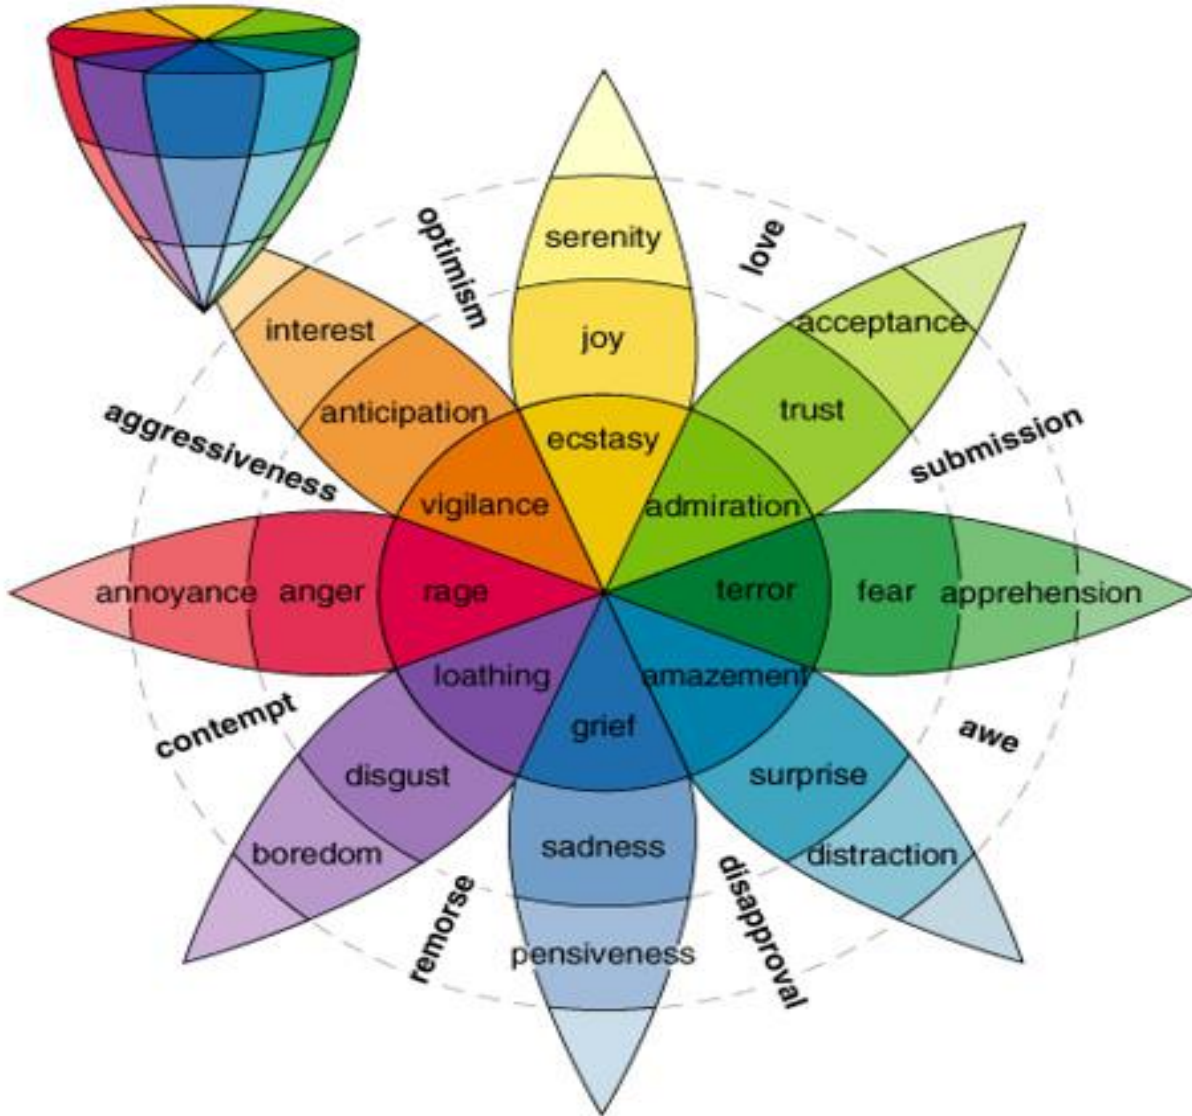 optimism
love
serenity
interest
acceptance
joy
anticipation
trust
aggressiveness
submission
ecstasy
vigilance
admiration
annoyance
anger
rage
terror
fear
apprehension
loathing
amazement
contempt
grief
awe
disgust
surprise
boredom
sadness
distraction
remorse
disapproval
pensiveness